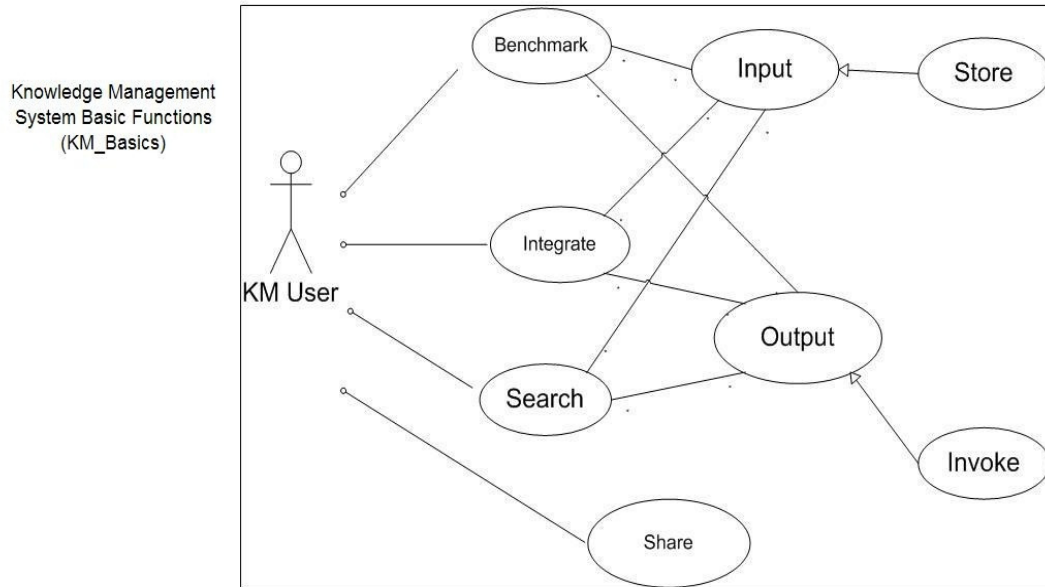 Knowledge Management
System Basic Functions
(KM_Basics)
Benchmark
Input
Store
Integrate
KM User
Output
Search
Invoke
Share